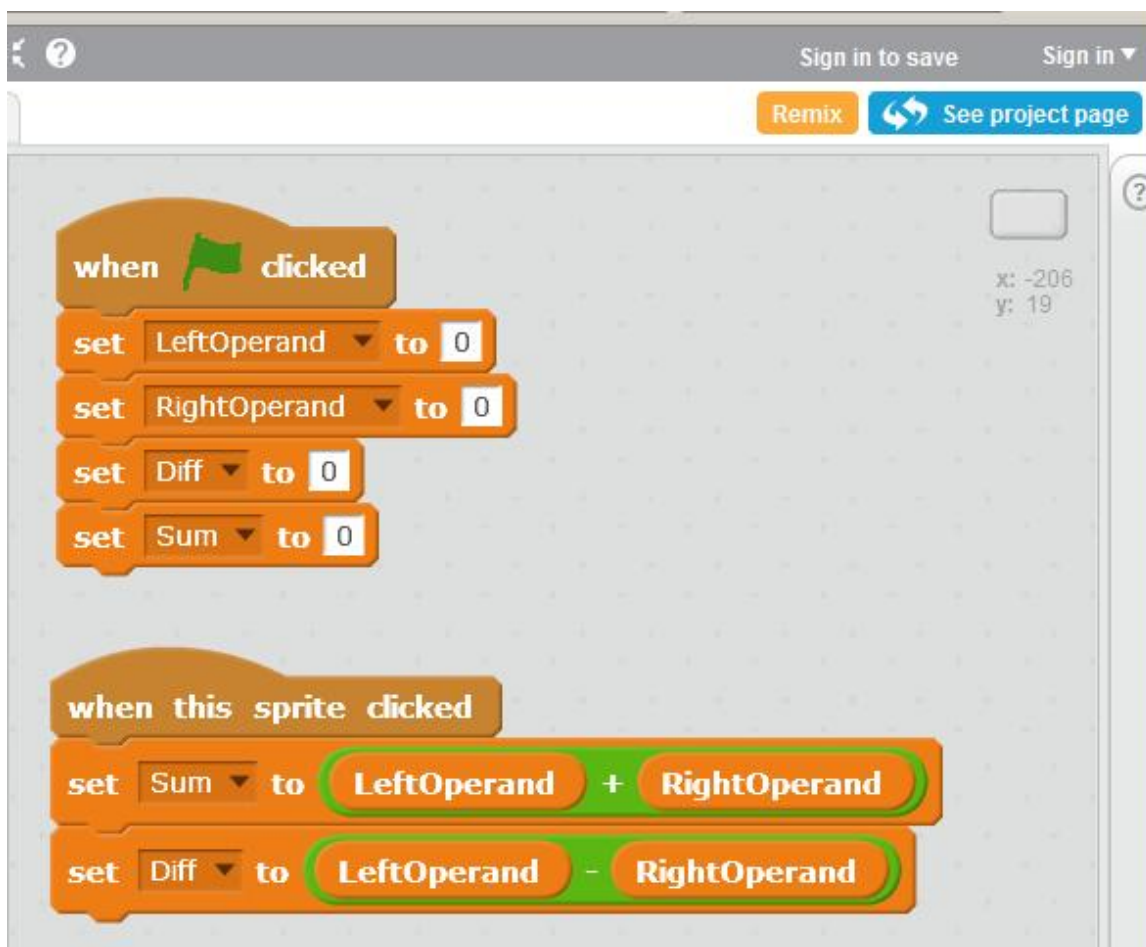 Sign in to save Sign in
Remix See project page
when clicked
x: -206
y: 19
set LeftOperand to 0
set RightOperand to 0
set Diff to 0
set Sum to 0
when this sprite clicked
set Sum to LeftOperand + RightOperand
set Diff to LeftOperand - RightOperand